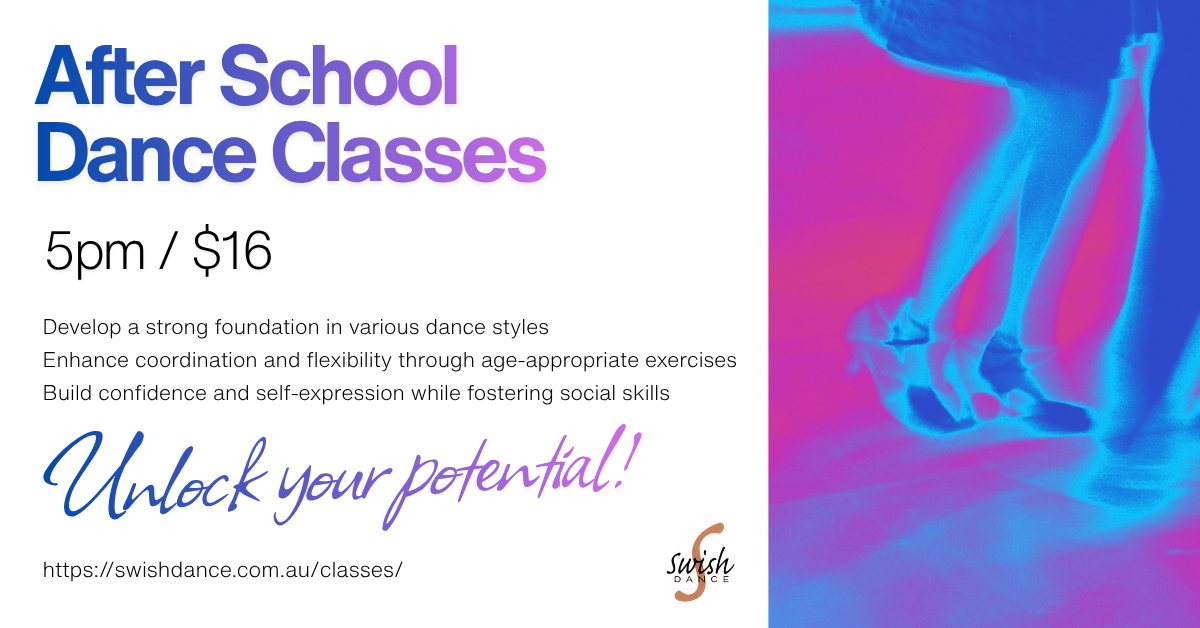 After School
Dance Classes
5pm / $16
Develop a strong foundation in various dance styles
Enhance coordination and flexibility through age-appropriate exercises
Build confidence and self-expression while fostering social skills
Unlock your potential!
https://swishdance.com.au/classes/
S
swish
DANCE